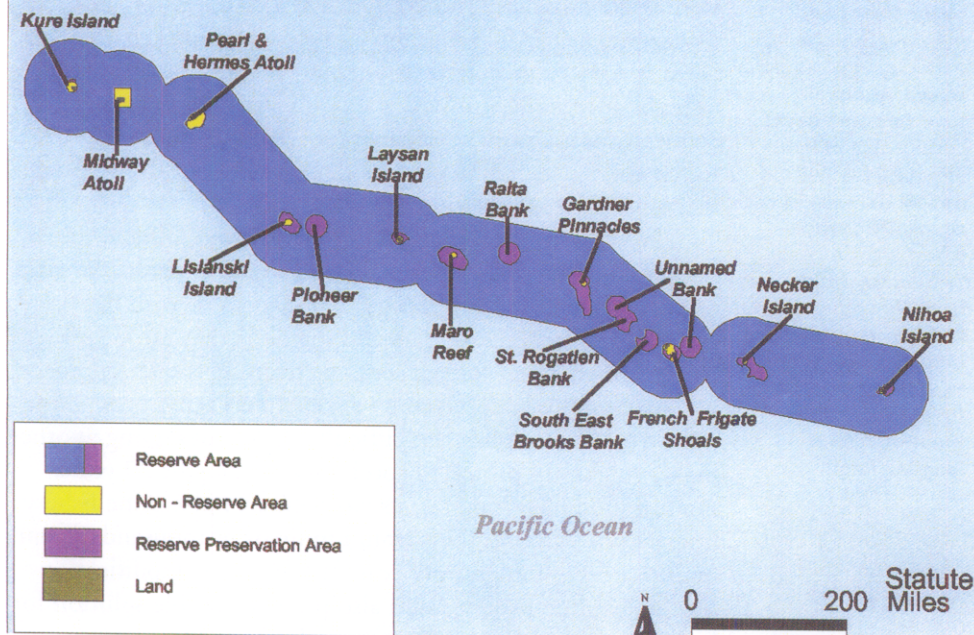 Kure Island
Pearl &
Hermes Atoll
Midway
Atoll
Laysan
Island
Raita
Bank
Gardner
Pinnacles
Lisianski
Island
Pioneer
Bank
Maro
Reef
Unnamed
Bank
Necker
Island
Nihoa
Island
St. Rogatien
Bank
South East
Brooks Bank
French Frigate
Shoals
Reserve Area
Non - Reserve Area
Reserve Preservation Area
Land
Pacific Ocean
N
0 200 Statute
Miles